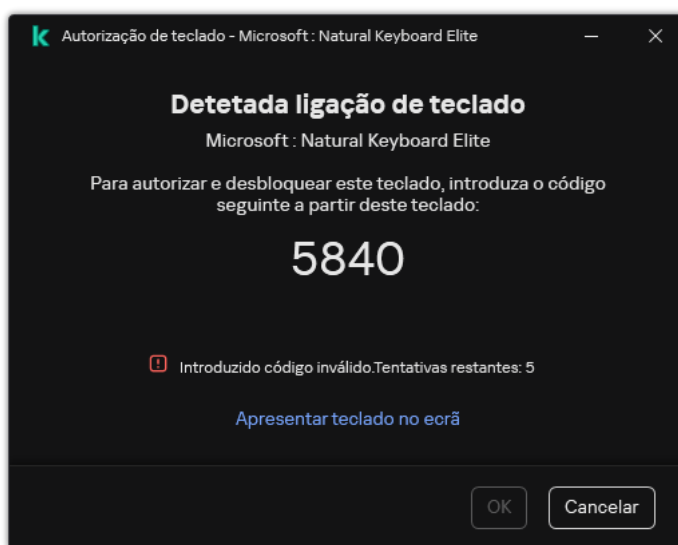 Autorização de teclado - Microsoft : Natural Keyboard Elite
Detetada ligação de teclado
Microsoft : Natural Keyboard Elite
Para autorizar e desbloquear este teclado, introduza o código
seguinte a partir deste teclado:
5840
Introduzido código inválido.Tentativas restantes: 5
Apresentar teclado no ecrã
OK
Cancelar